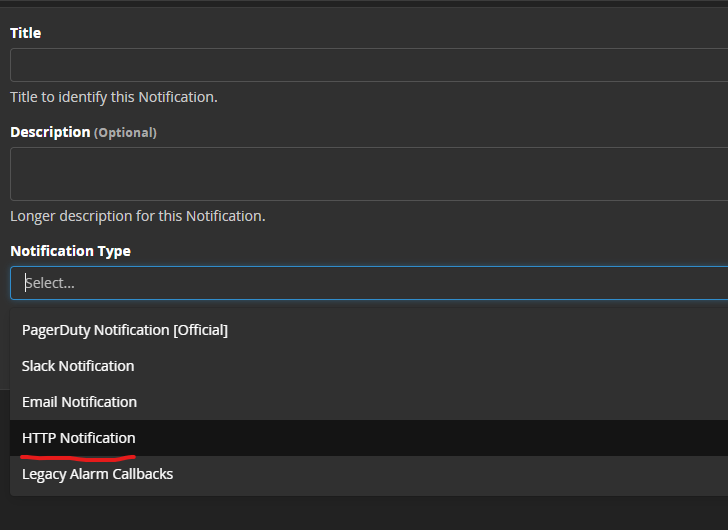 Title
Title to identify this Notification.
Description (Optional)
Longer description for this Notification.
Notification Type
Select...
PagerDuty Notification [Official]
Slack Notification
Email Notification
HTTP Notification
Legacy Alarm Callbacks